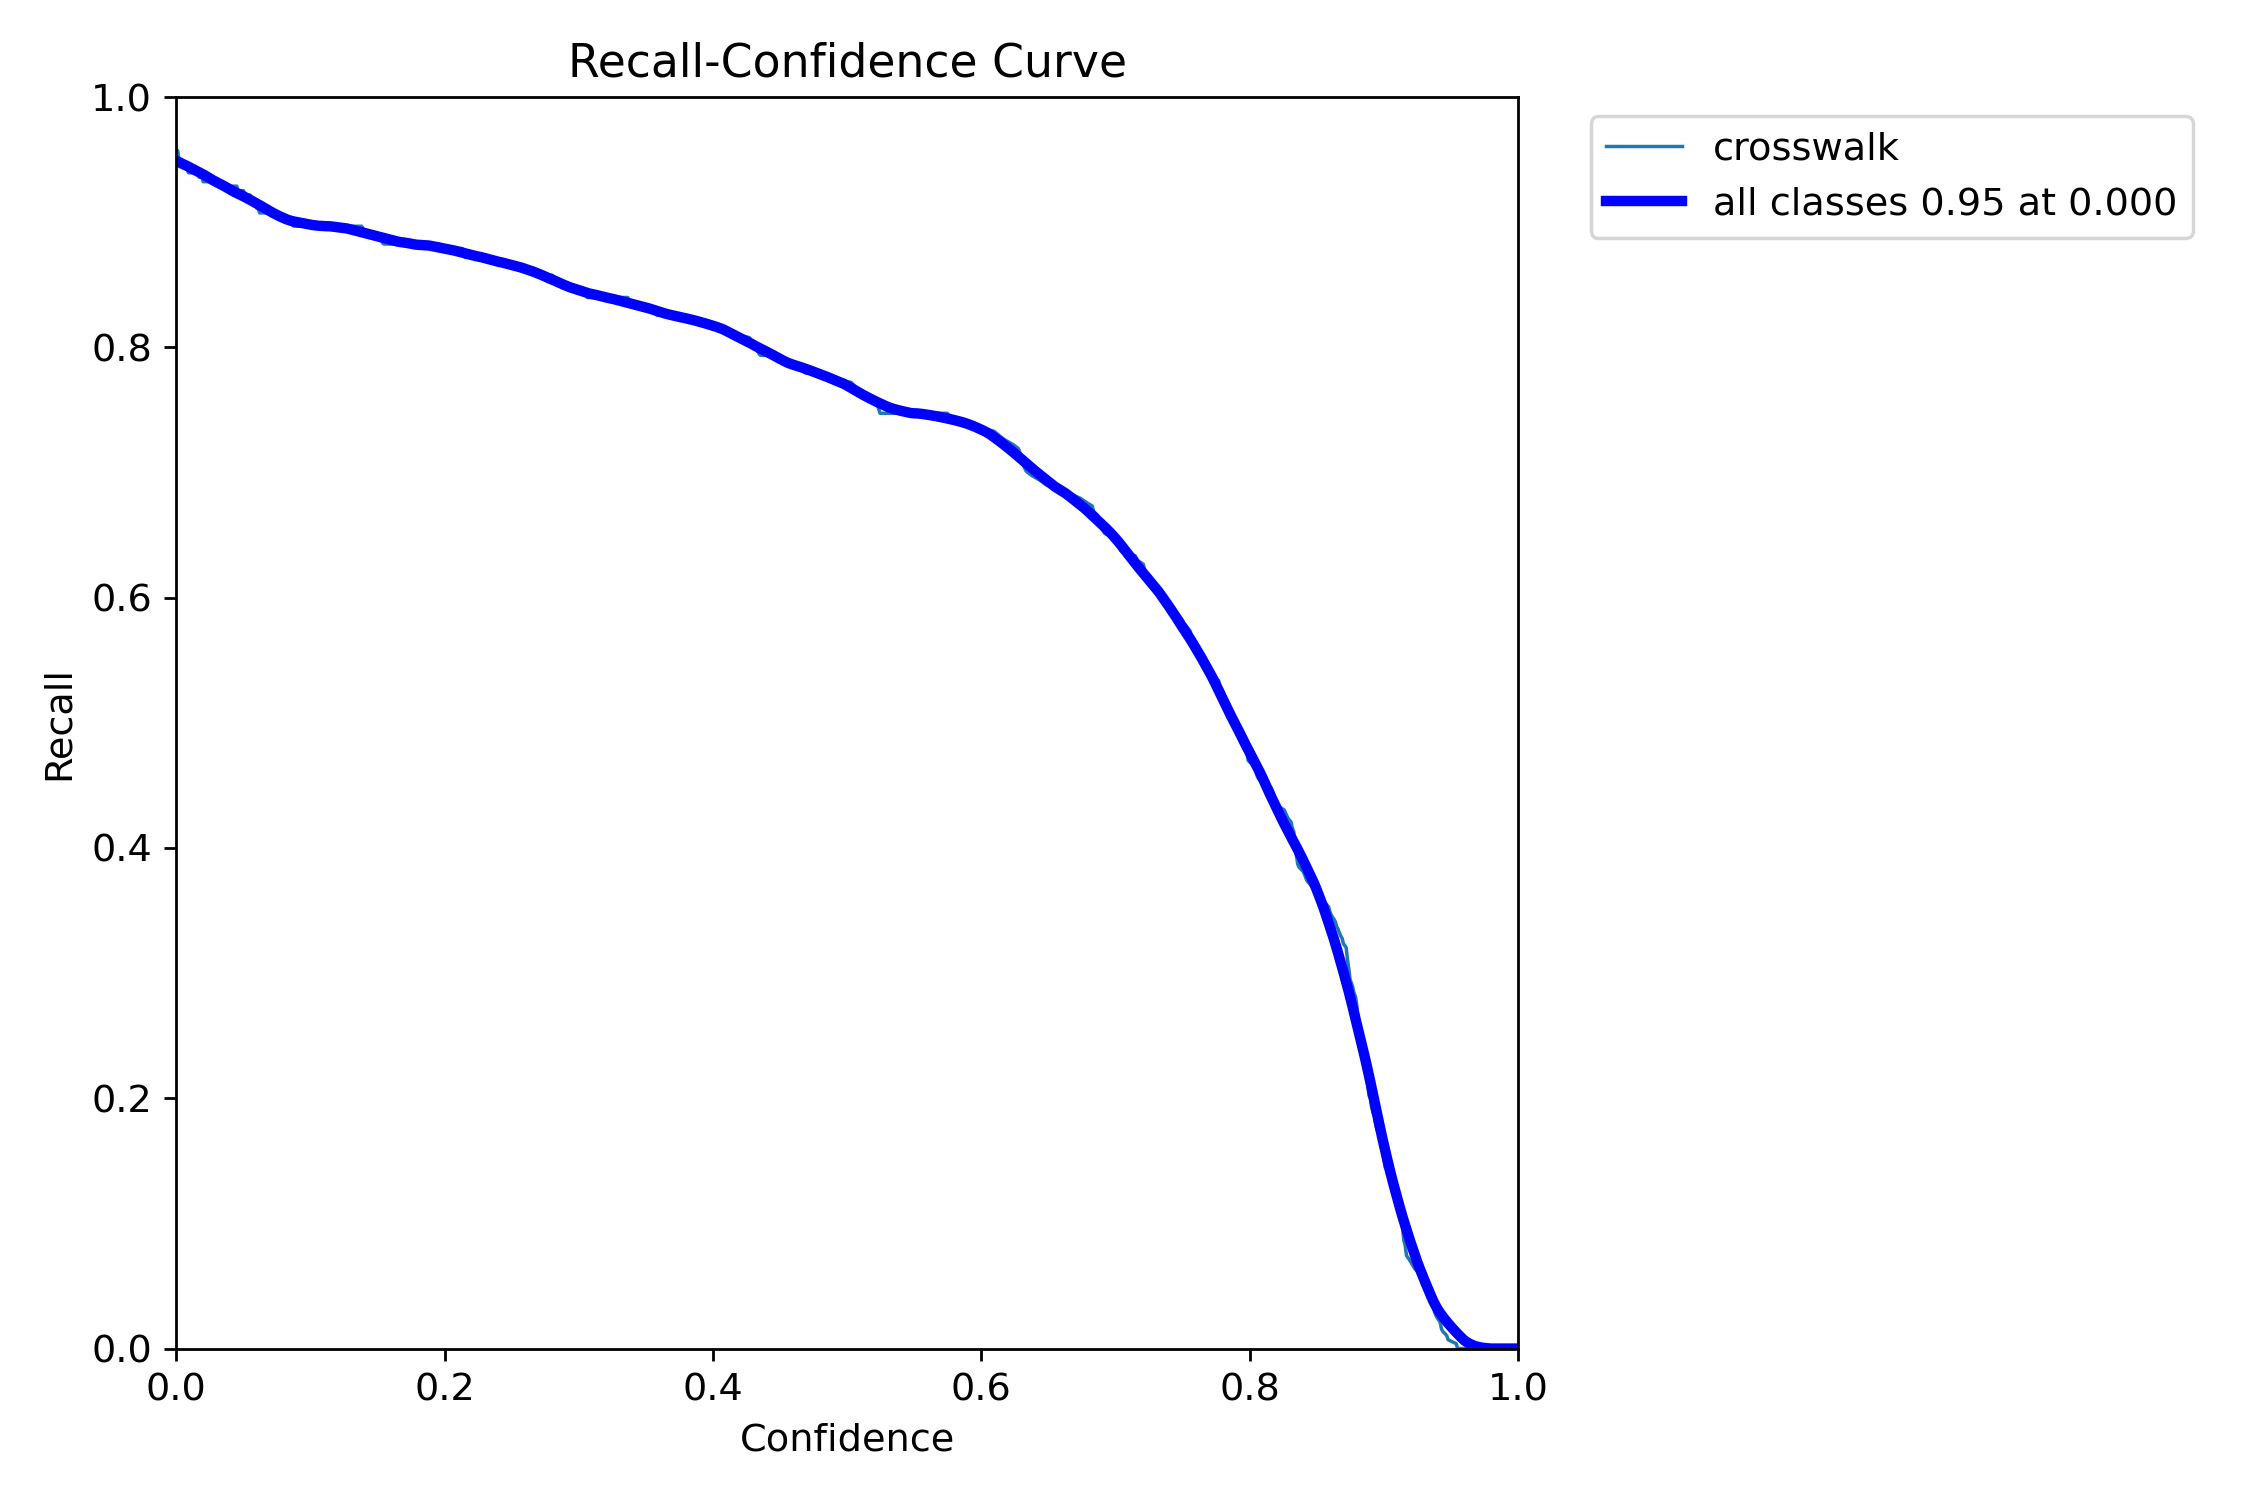 Recall-Confidence Curve
1.0
0.8
0.6
0.4
0.2
0.0
Recall
0.0 0.2 0.4 0.6 0.8 1.0
Confidence
crosswalk
all classes 0.95 at 0.000